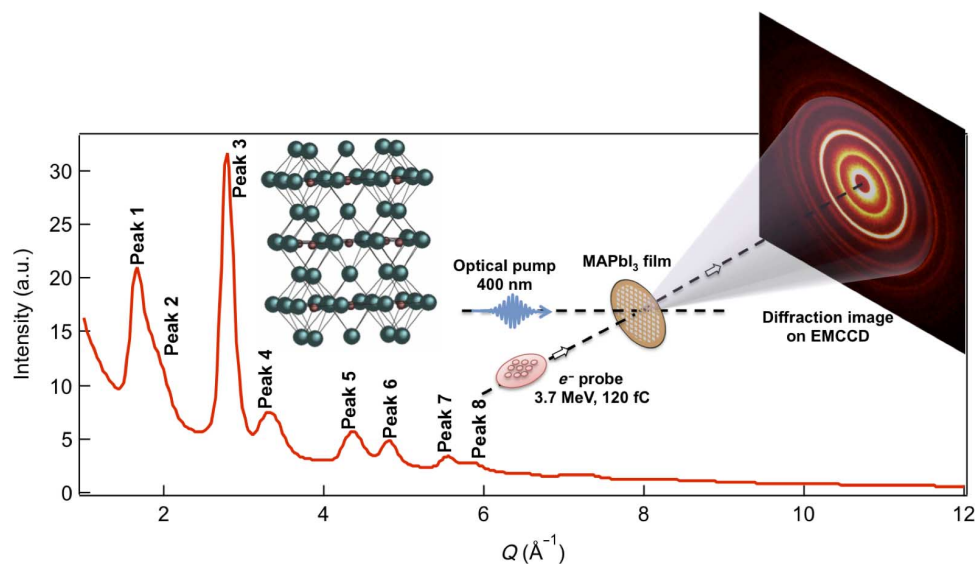 Intensity (a.u.)
30
25
20
15
10
5
0
Peak 1
Peak 2
Peak 3
Peak 4
Peak 5
Peak 6
Peak 7
Peak 8
Optical pump
400 nm
MAPbI₃ film
e⁻ probe
3.7 MeV, 120 fC
Diffraction image
on EMCCD
2
4
6
8
10
12
Q (Å⁻¹)